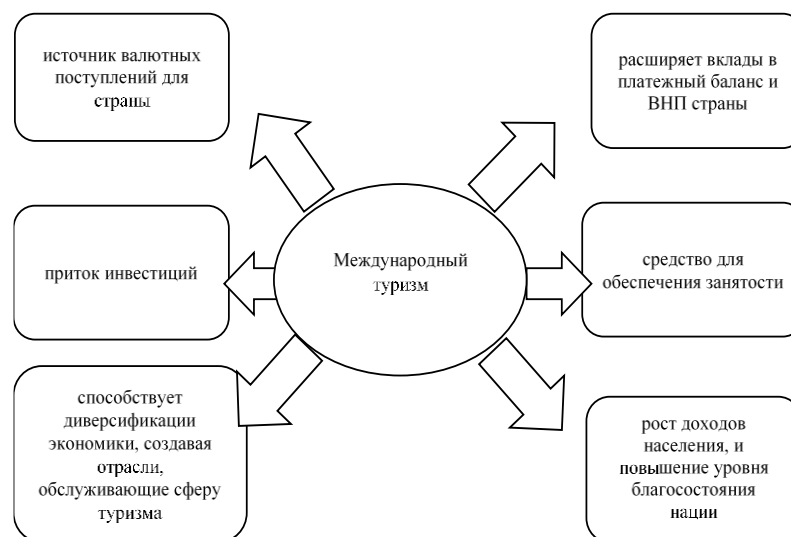 источник валютных
поступлений для
страны
расширяет вклады в
платежный баланс и
ВНП страны
Международный
туризм
приток инвестиций
средство для
обеспечения занятости
способствует
диверсификации
экономики, создавая
отрасли,
обслуживающие сферу
туризма
рост доходов
населения, и
повышение уровня
благосостояния
нации